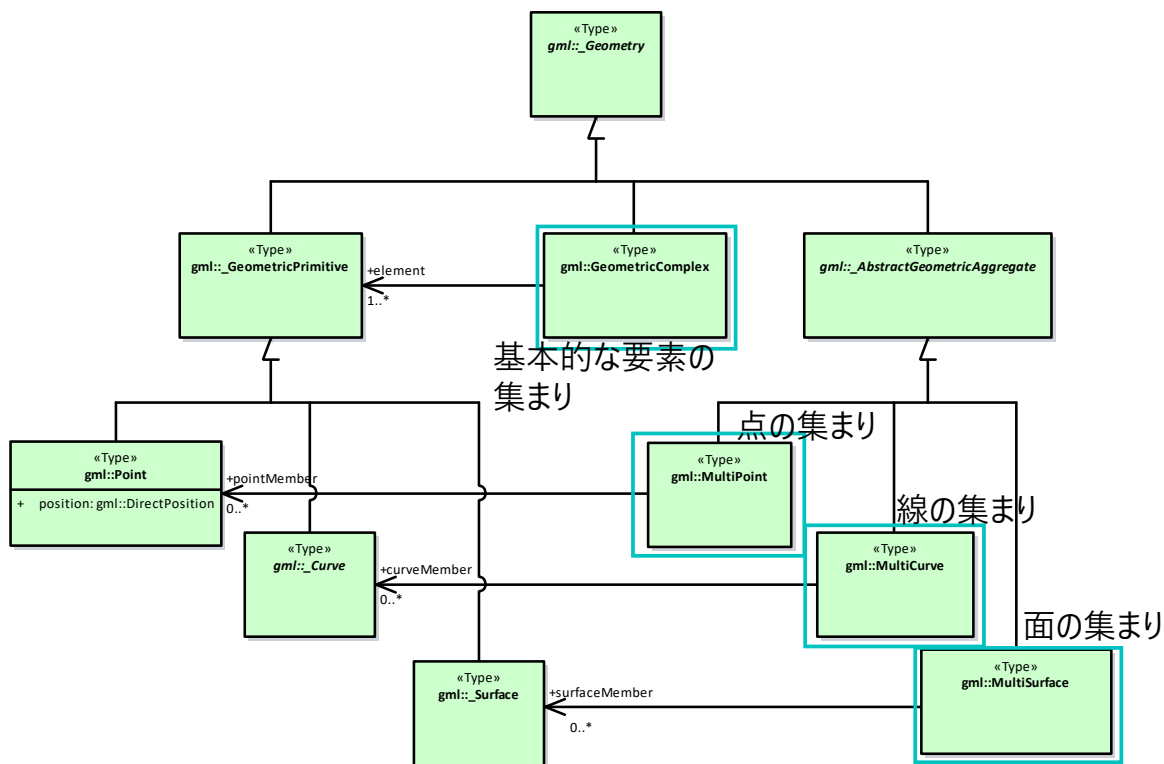 «Type»
gml::_Geometry
«Type»
gml::_GeometricPrimitive
+element
1..*
«Type»
gml::GeometricComplex
«Type»
gml::_AbstractGeometricAggregate
基本的な要素の
集まり
点の集まり
«Type»
gml::Point
+ position: gml::DirectPosition
+pointMember
0..*
«Type»
gml::MultiPoint
線の集まり
«Type»
gml::_Curve
+curveMember
0..*
«Type»
gml::MultiCurve
面の集まり
«Type»
gml::_Surface
+surfaceMember
0..*
«Type»
gml::MultiSurface